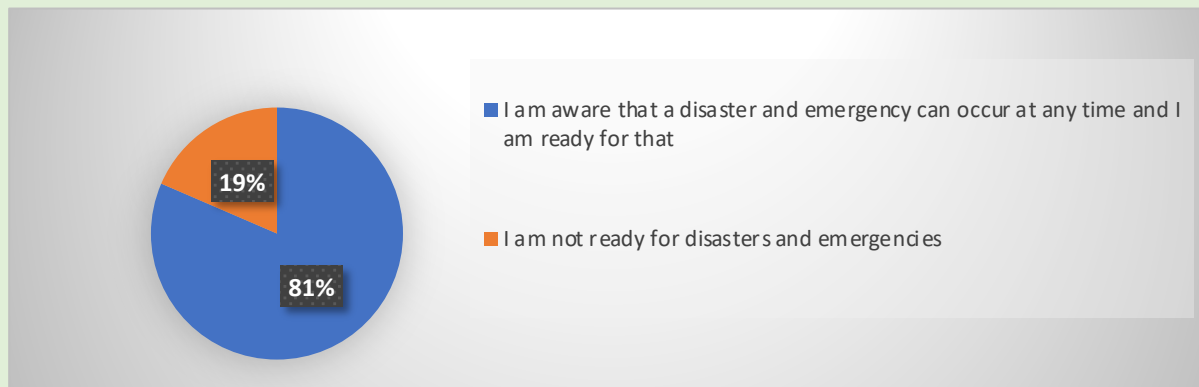 I am aware that a disaster and emergency can occur at any time and I
am ready for that
19%
I am not ready for disasters and emergencies
81%